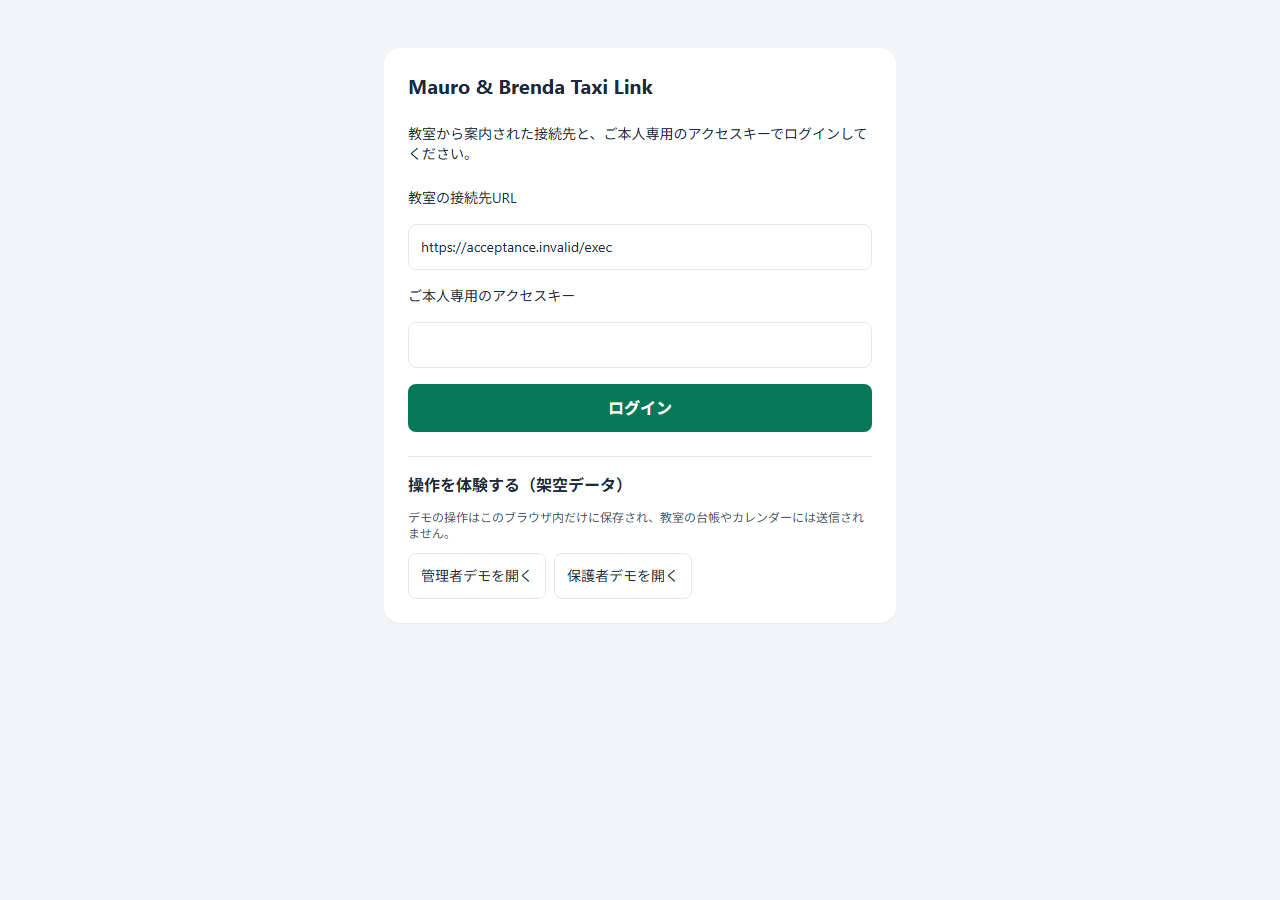 Mauro & Brenda Taxi Link
教室から案内された接続先と、ご本人専用のアクセスキーでログインして
ください。
教室の接続先URL
https://acceptance.invalid/exec
ご本人専用のアクセスキー
ログイン
操作を体験する（架空データ）
デモの操作はこのブラウザ内だけに保存され、教室の台帳やカレンダーには送信され
ません。
管理者デモを開く
保護者デモを開く